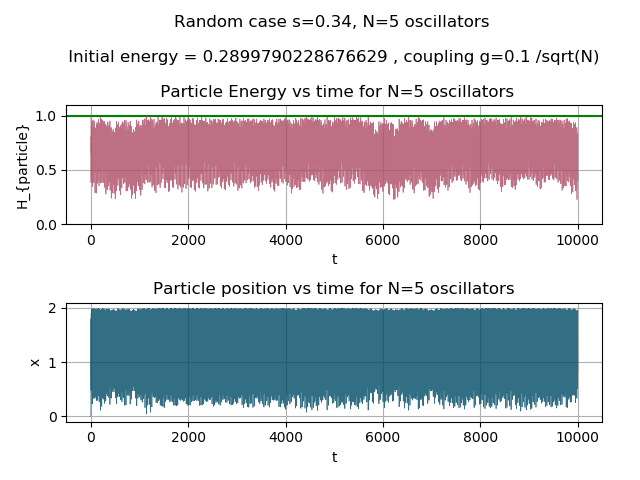 Random case s=0.34, N=5 oscillators
Initial energy = 0.2899790228676629 , coupling g=0.1 /sqrt(N)
Particle Energy vs time for N=5 oscillators
1.0
0.5
0.0
H_{particle}
0 2000 4000 6000 8000 10000
t
Particle position vs time for N=5 oscillators
2
1
0
x
0 2000 4000 6000 8000 10000
t